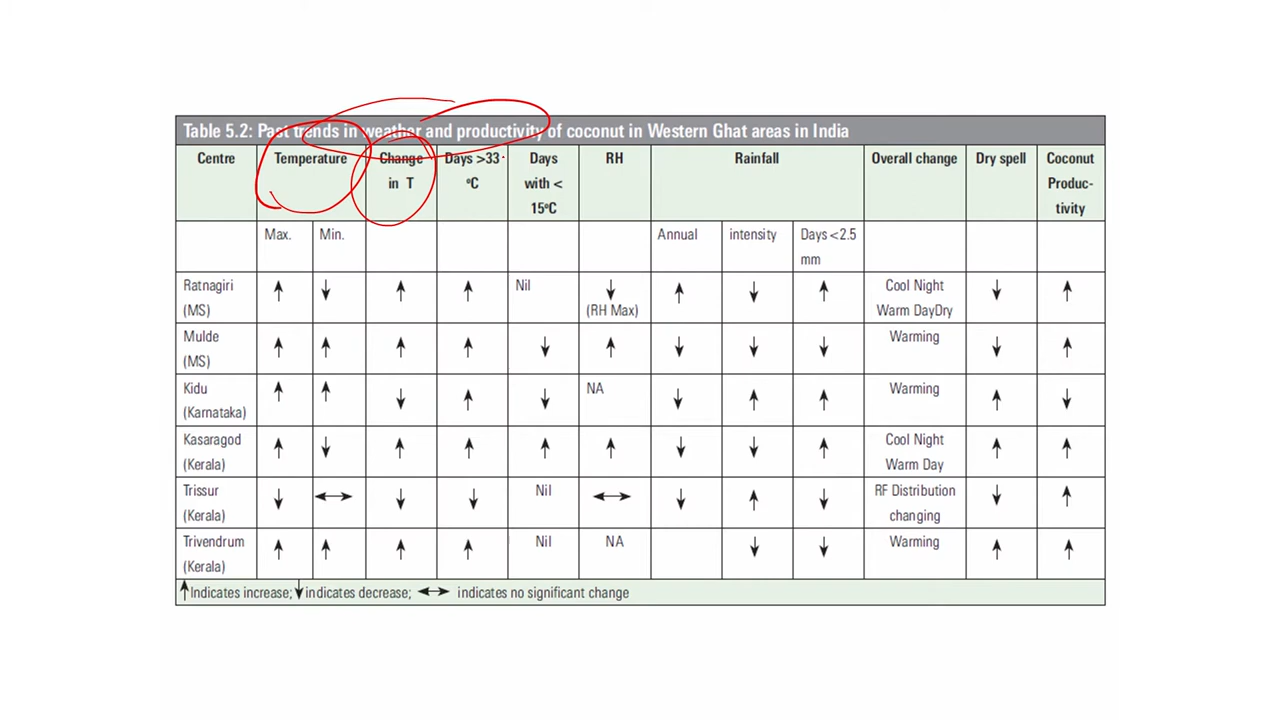 Table 5.2: Past trends in weather and productivity of coconut in Western Ghat areas in India
Centre Temperature Change in T Days >33 ºC Days with < 15ºC RH Rainfall Overall change Dry spell Coconut Produc-tivity
Max. Min. Annual intensity Days <2.5 mm
Ratnagiri (MS) ↑ ↓ ↑ ↑ Nil ↓ (RH Max) ↑ ↓ ↑ Cool Night Warm DayDry ↓ ↑
Mulde (MS) ↑ ↑ ↑ ↑ ↓ ↑ ↓ ↓ ↓ Warming ↓ ↑
Kidu (Karnataka) ↑ ↑ ↓ ↑ ↓ NA ↓ ↑ ↑ Warming ↑ ↓
Kasaragod (Kerala) ↑ ↓ ↑ ↑ ↑ ↑ ↓ ↓ ↑ Cool Night Warm Day ↑ ↑
Trissur (Kerala) ↓ ↔ ↓ ↓ Nil ↔ ↓ ↑ ↓ RF Distribution changing ↓ ↑
Trivendrum (Kerala) ↑ ↑ ↑ ↑ Nil NA ↓ ↓ Warming ↑ ↑
↑Indicates increase;↓indicates decrease; ↔ indicates no significant change